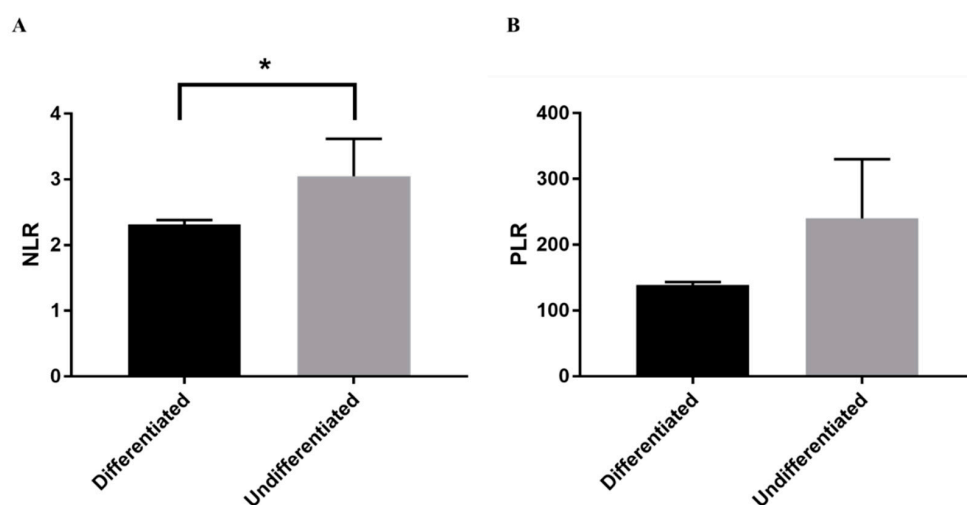 A
*
4
3
2
1
0
NLR
Differentiated
Undifferentiated
B
400
300
200
100
0
PLR
Differentiated
Undifferentiated